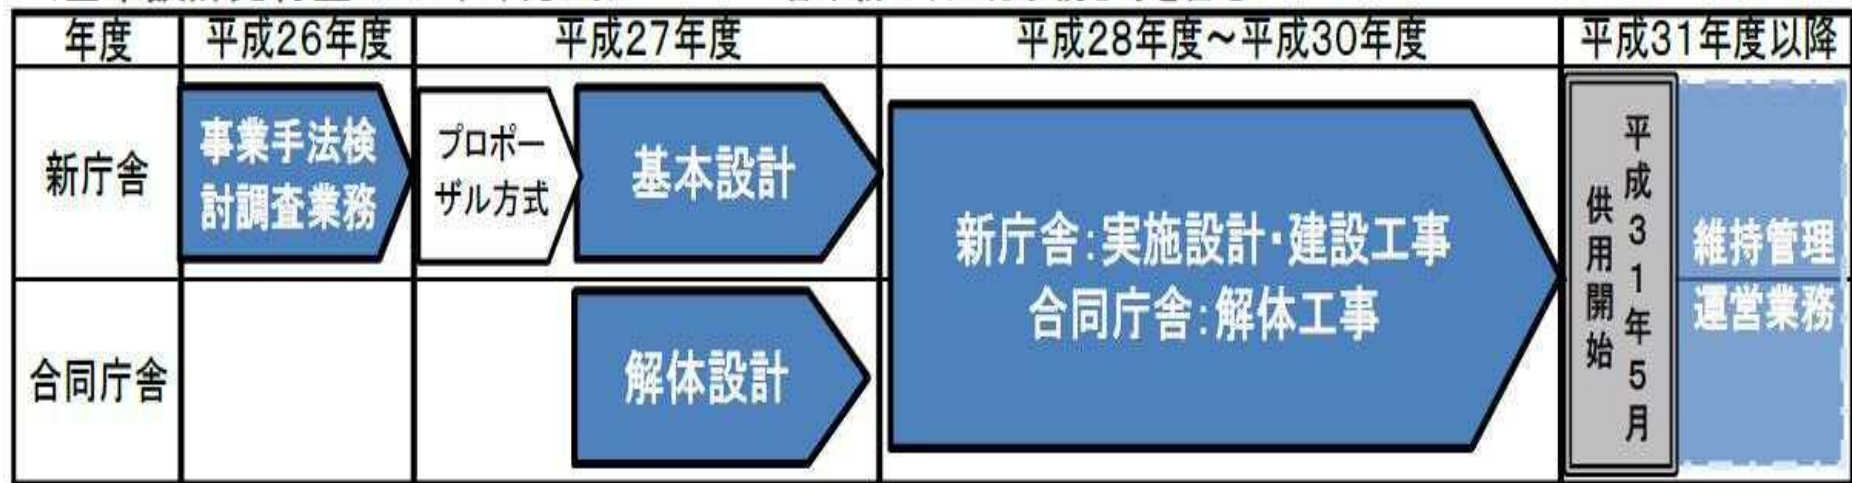 年度
平成26年度
平成27年度
平成28年度～平成30年度
平成31年度以降
新庁舎
事業手法検
討調査業務
プロポー
ザル方式
基本設計
新庁舎:実施設計・建設工事
合同庁舎:解体工事
平成31年5月
供用開始
維持管理
運営業務
合同庁舎
解体設計